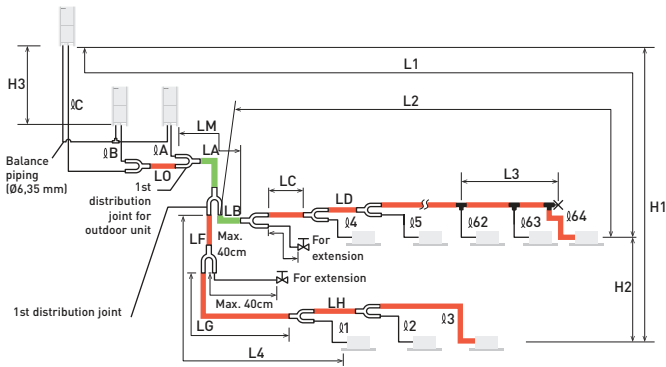 L1
H3
L2
ℓC
LM
ℓB
ℓA
LA
L3
Balance
piping
(Ø6,35 mm)
LO
LC
LD
1st
distribution
joint for
outdoor unit
LB
ℓ4
ℓ5
ℓ62
ℓ63
ℓ64
H1
LF
Max.
40cm
For
extension
For extension
H2
1st distribution joint
Max. 40cm
LH
LG
ℓ1
ℓ2
ℓ3
L4